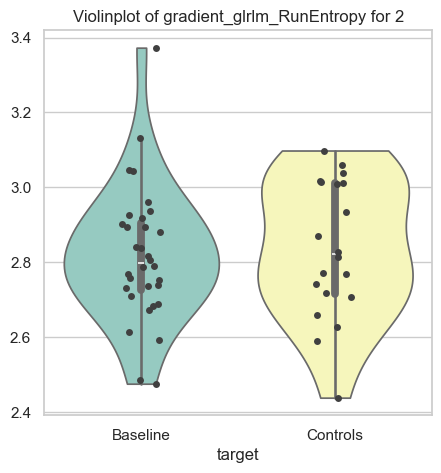 Violinplot of gradient_glrlm_RunEntropy for 2
3.4
3.2
3.0
2.8
2.6
2.4
Baseline
Controls
target